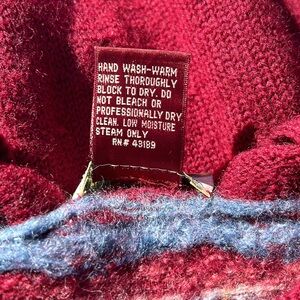 HAND WASH-WARM
RINSE THOROUGHLY
BLOCK TO DRY. DO
NOT BLEACH OR
PROFESSIONALLY DRY
CLEAN. LOW MOISTURE
STEAM ONLY
RN# 43189